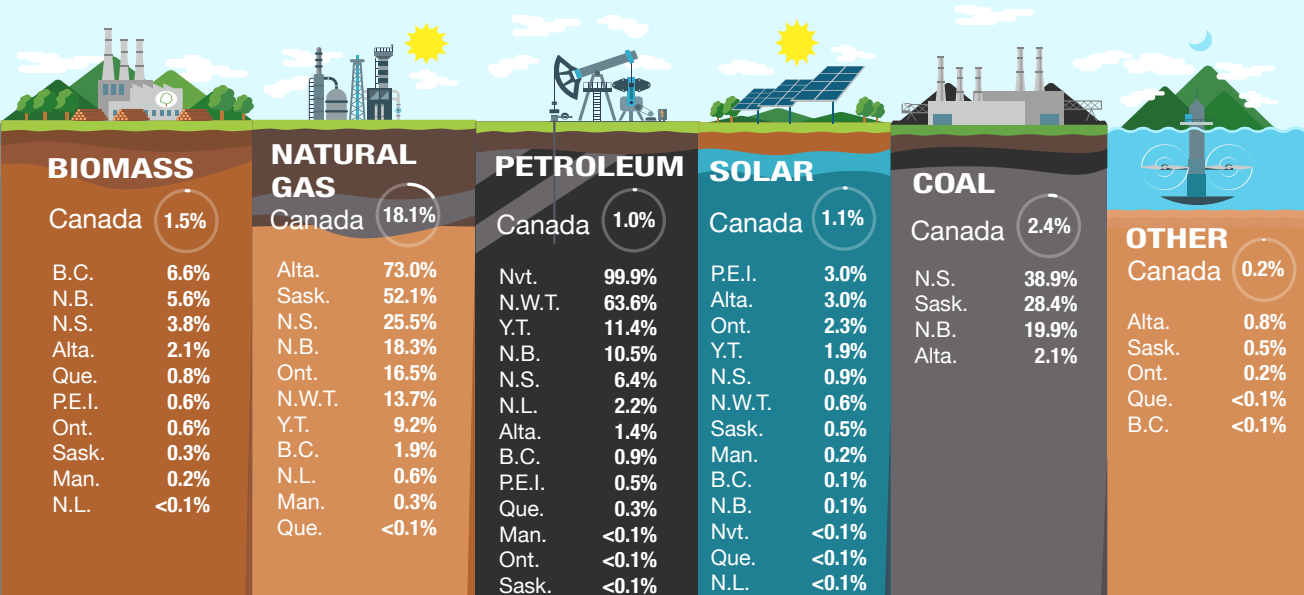 BIOMASS
Canada 1.5%
B.C. 6.6%
N.B. 5.6%
N.S. 3.8%
Alta. 2.1%
Que. 0.8%
P.E.I. 0.6%
Ont. 0.6%
Sask. 0.3%
Man. 0.2%
N.L. <0.1%
NATURAL
GAS
Canada 18.1%
Alta. 73.0%
Sask. 52.1%
N.S. 25.5%
N.B. 18.3%
Ont. 16.5%
N.W.T. 13.7%
Y.T. 9.2%
B.C. 1.9%
N.L. 0.6%
Man. 0.3%
Que. <0.1%
PETROLEUM
Canada 1.0%
Nvt. 99.9%
N.W.T. 63.6%
Y.T. 11.4%
N.B. 10.5%
N.S. 6.4%
N.L. 2.2%
Alta. 1.4%
B.C. 0.9%
P.E.I. 0.5%
Que. 0.3%
Man. <0.1%
Ont. <0.1%
Sask. <0.1%
SOLAR
Canada 1.1%
P.E.I. 3.0%
Alta. 3.0%
Ont. 2.3%
Y.T. 1.9%
N.S. 0.9%
N.W.T. 0.6%
Sask. 0.5%
Man. 0.2%
B.C. 0.1%
N.B. 0.1%
Nvt. <0.1%
Que. <0.1%
N.L. <0.1%
COAL
Canada 2.4%
N.S. 38.9%
Sask. 28.4%
N.B. 19.9%
Alta. 2.1%
OTHER
Canada 0.2%
Alta. 0.8%
Sask. 0.5%
Ont. 0.2%
Que. <0.1%
B.C. <0.1%